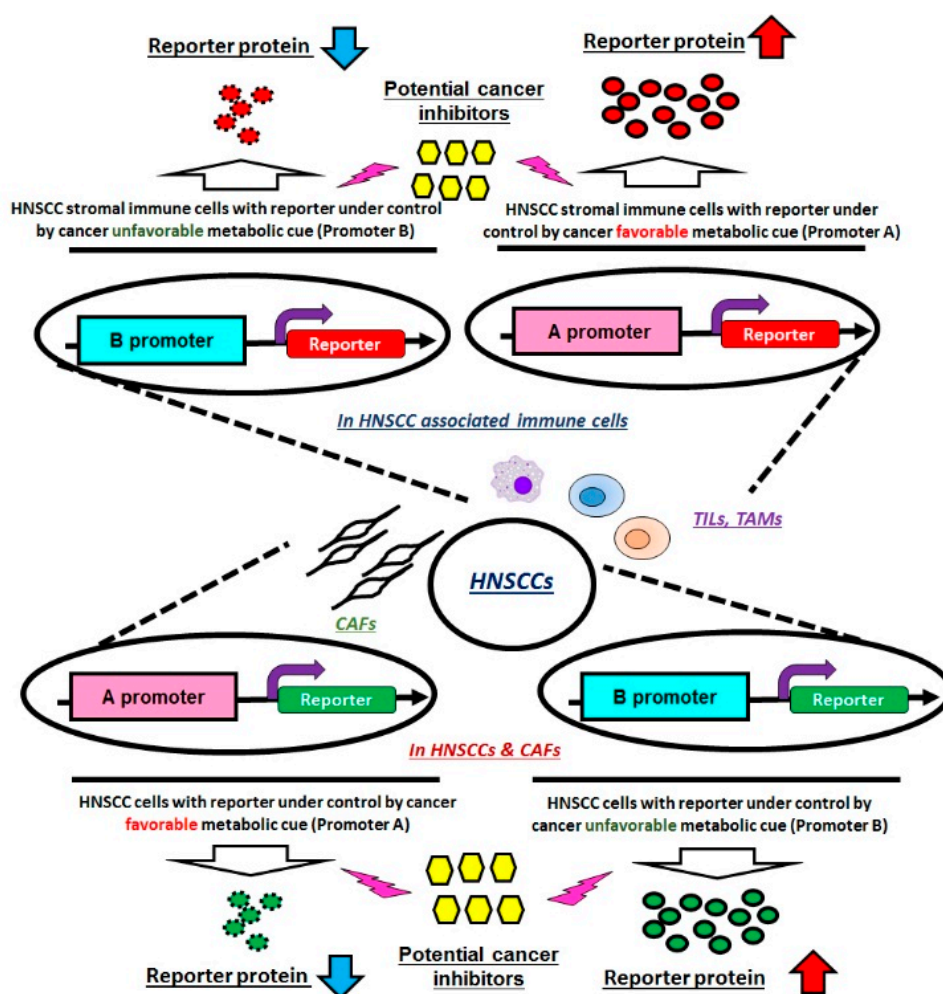 Reporter protein
Reporter protein
Potential cancer
inhibitors
HNSCC stromal immune cells with reporter under control
by cancer unfavorable metabolic cue (Promoter B)
HNSCC stromal immune cells with reporter under
control by cancer favorable metabolic cue (Promoter A)
B promoter
Reporter
A promoter
Reporter
In HNSCC associated immune cells
TILs, TAMs
HNSCCs
CAFs
A promoter
Reporter
B promoter
Reporter
In HNSCCs & CAFs
HNSCC cells with reporter under control by cancer
favorable metabolic cue (Promoter A)
HNSCC cells with reporter under control by
cancer unfavorable metabolic cue (Promoter B)
Potential cancer
inhibitors
Reporter protein
Reporter protein